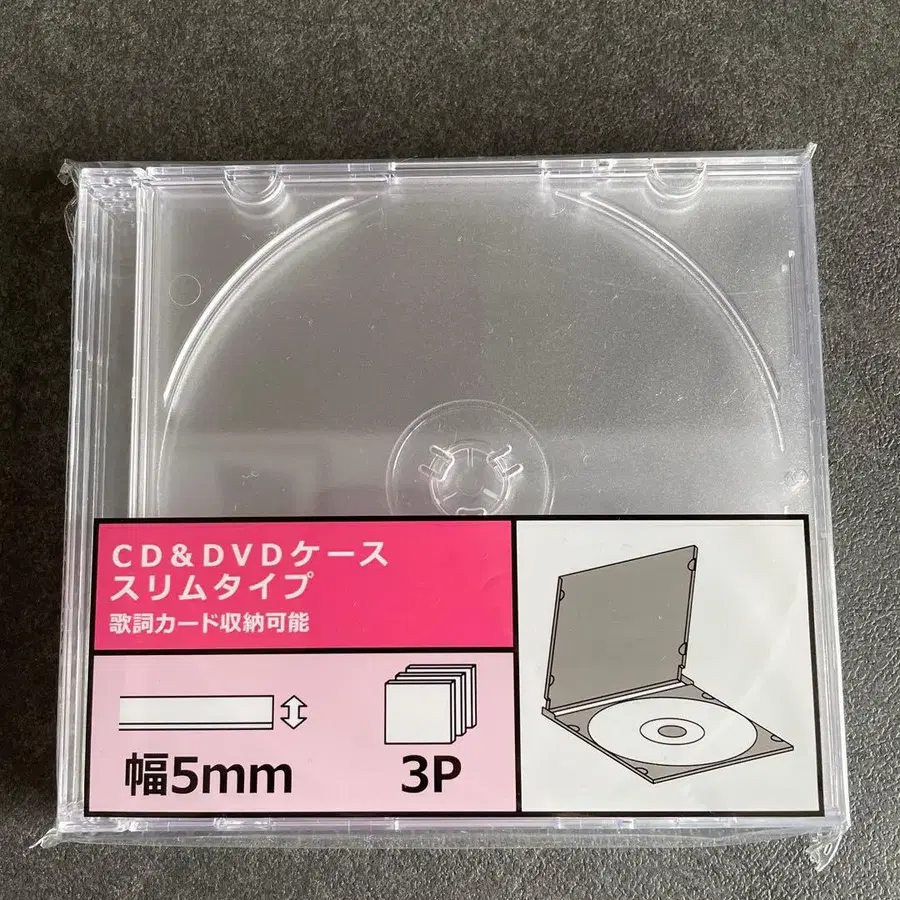 CD&DVDケース
スリムタイプ
歌詞カード収納可能
幅5mm
3P